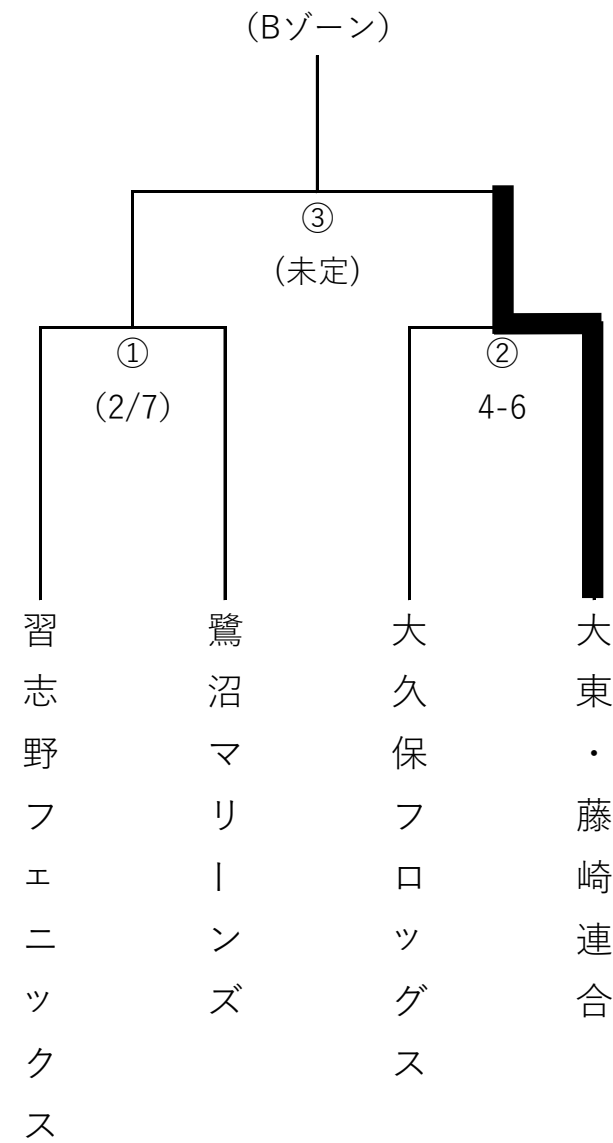 (Bゾーン)
③
(未定)
①
(2/7)
②
4-6
習志野フェニックス
鷺沼マリーンズ
大久保フロッグス
大東・藤崎連合